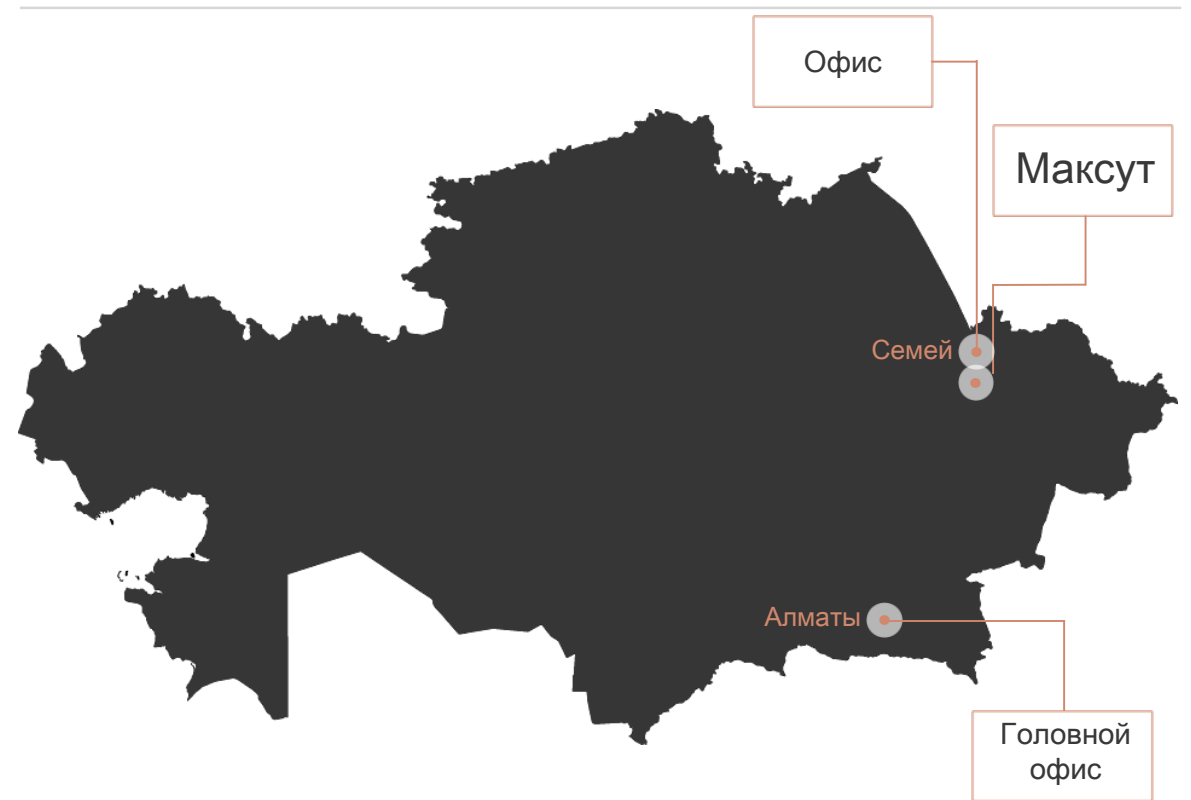 Офис
Максут
Семей
Алматы
Головной
офис